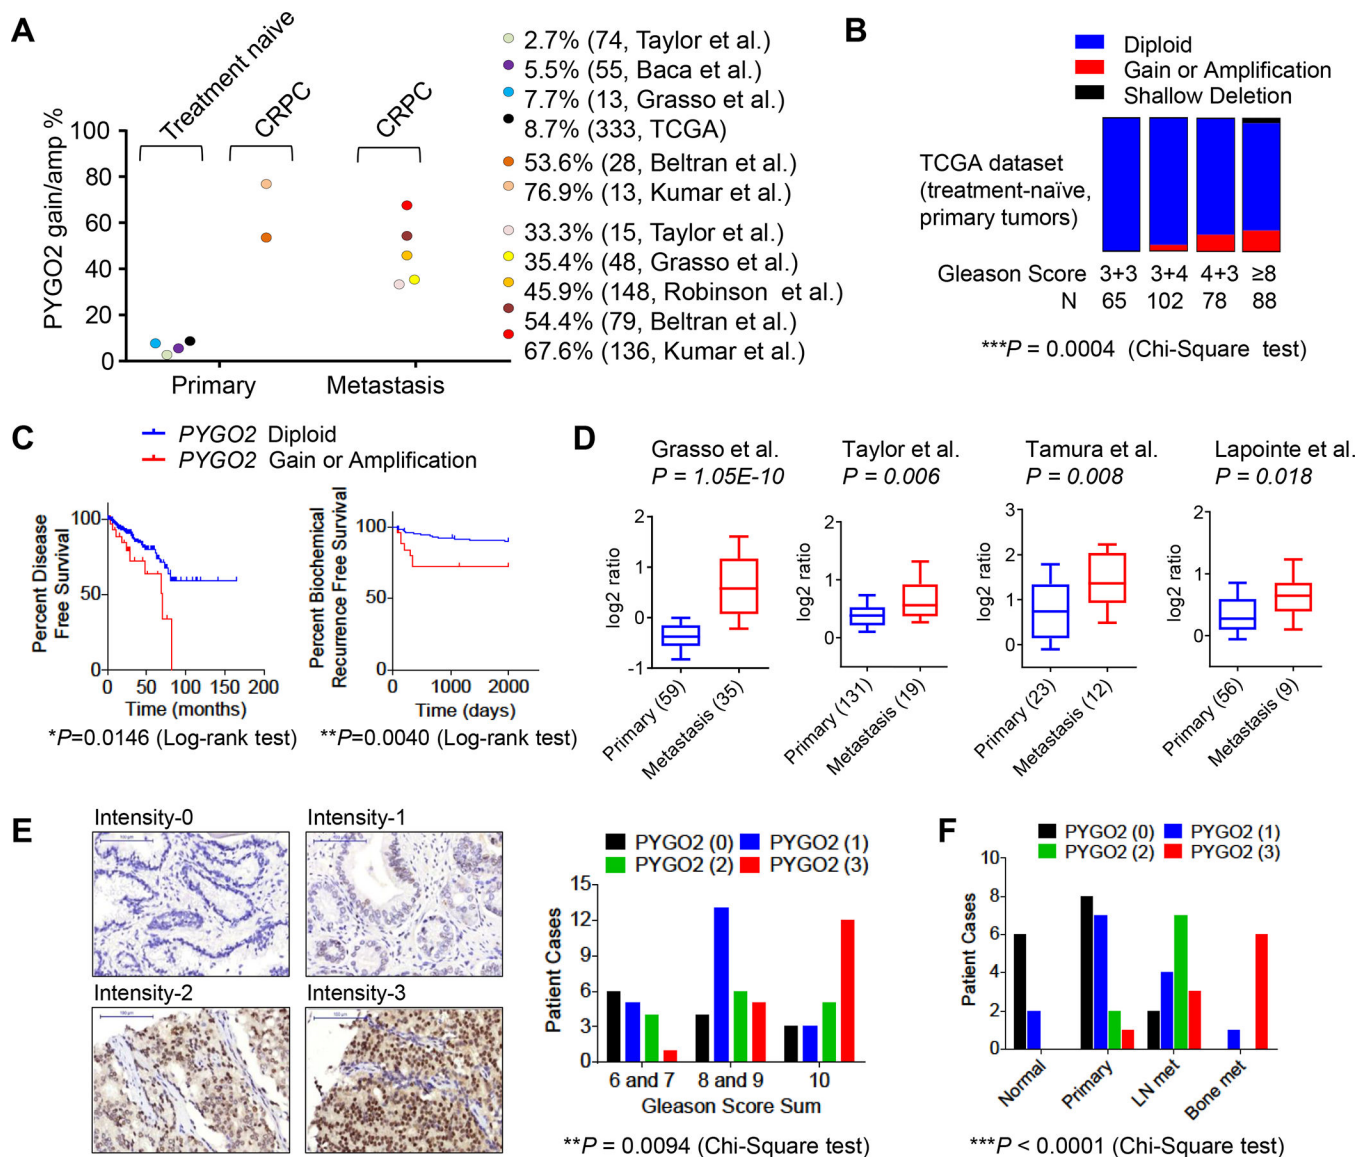 A
PYGO2 gain/amp %
100
80
60
40
20
0
Treatment naive
CRPC
CRPC
Primary
Metastasis
2.7% (74, Taylor et al.)
5.5% (55, Baca et al.)
7.7% (13, Grasso et al.)
8.7% (333, TCGA)
53.6% (28, Beltran et al.)
76.9% (13, Kumar et al.)
33.3% (15, Taylor et al.)
35.4% (48, Grasso et al.)
45.9% (148, Robinson et al.)
54.4% (79, Beltran et al.)
67.6% (136, Kumar et al.)
B
Diploid
Gain or Amplification
Shallow Deletion
TCGA dataset
(treatment-naïve,
primary tumors)
Gleason Score 3+3 3+4 4+3 ≥8
N 65 102 78 88
***P = 0.0004 (Chi-Square test)
C
PYGO2 Diploid
PYGO2 Gain or Amplification
Percent Disease
Free Survival
100
50
0
0 50 100 150 200
Time (months)
*P=0.0146 (Log-rank test)
Percent Biochemical
Recurrence Free Survival
100
50
0
0 1000 2000
Time (days)
**P=0.0040 (Log-rank test)
D
Grasso et al.
P = 1.05E-10
log2 ratio
2
1
0
-1
Primary (59)
Metastasis (35)
Taylor et al.
P = 0.006
log2 ratio
2
1
0
Primary (131)
Metastasis (19)
Tamura et al.
P = 0.008
log2 ratio
3
2
1
0
Primary (23)
Metastasis (12)
Lapointe et al.
P = 0.018
log2 ratio
2
1
0
Primary (56)
Metastasis (9)
E
Intensity-0
Intensity-1
Intensity-2
Intensity-3
PYGO2 (0) PYGO2 (1)
PYGO2 (2) PYGO2 (3)
Patient Cases
15
12
9
6
3
0
6 and 7 8 and 9 10
Gleason Score Sum
**P = 0.0094 (Chi-Square test)
F
PYGO2 (0) PYGO2 (1)
PYGO2 (2) PYGO2 (3)
Patient Cases
10
8
6
4
2
0
Normal
Primary
LN met
Bone met
***P < 0.0001 (Chi-Square test)